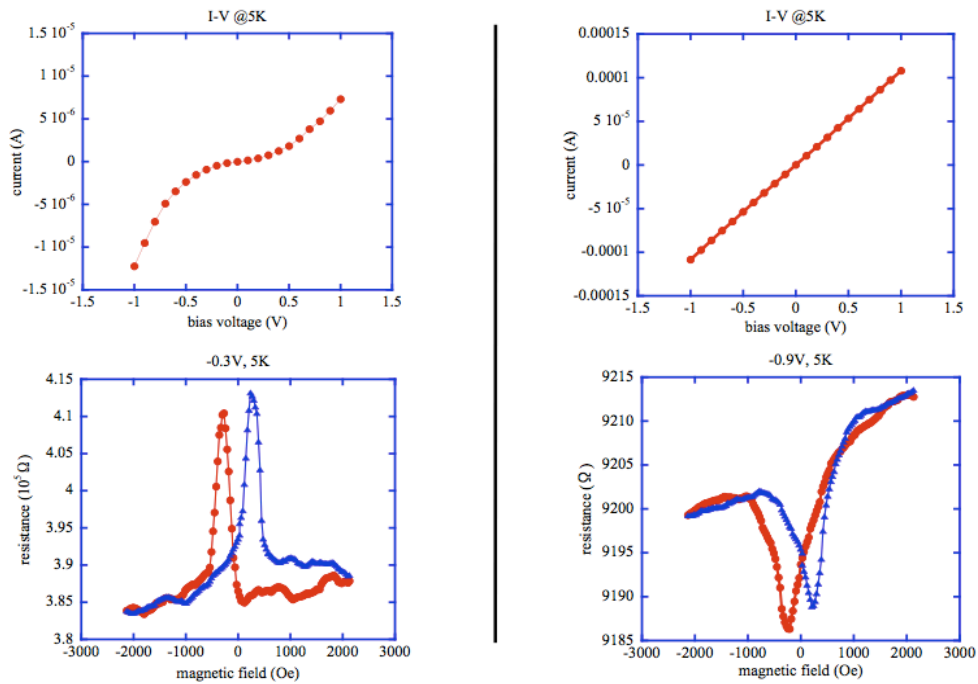 I-V @5K
1.5 10⁻⁵
1 10⁻⁵
5 10⁻⁶
0
-5 10⁻⁶
-1 10⁻⁵
-1.5 10⁻⁵
current (A)
-1.5 -1 -0.5 0 0.5 1 1.5
bias voltage (V)
I-V @5K
0.00015
0.0001
5 10⁻⁵
0
-5 10⁻⁵
-0.0001
-0.00015
current (A)
-1.5 -1 -0.5 0 0.5 1 1.5
bias voltage (V)
-0.3V, 5K
4.15
4.1
4.05
4
3.95
3.9
3.85
3.8
resistance (10⁵ Ω)
-3000 -2000 -1000 0 1000 2000 3000
magnetic field (Oe)
-0.9V, 5K
9215
9210
9205
9200
9195
9190
9185
resistance (Ω)
-3000 -2000 -1000 0 1000 2000 3000
magnetic field (Oe)